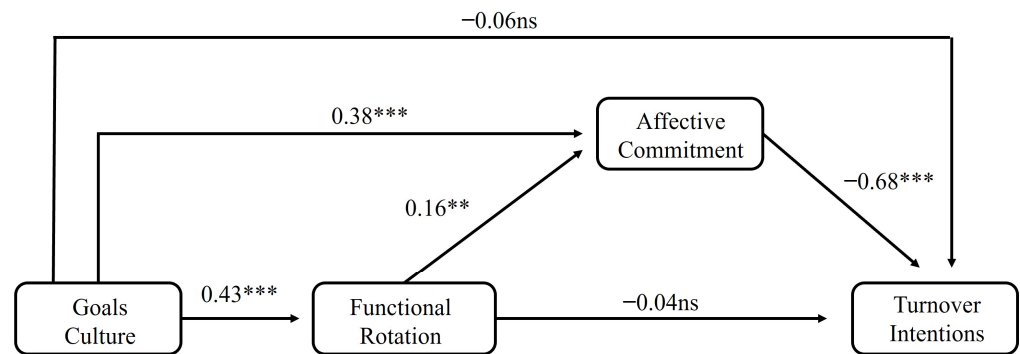 −0.06ns
0.38***
Affective
Commitment
−0.68***
0.16**
0.43***
−0.04ns
Goals
Culture
Functional
Rotation
Turnover
Intentions